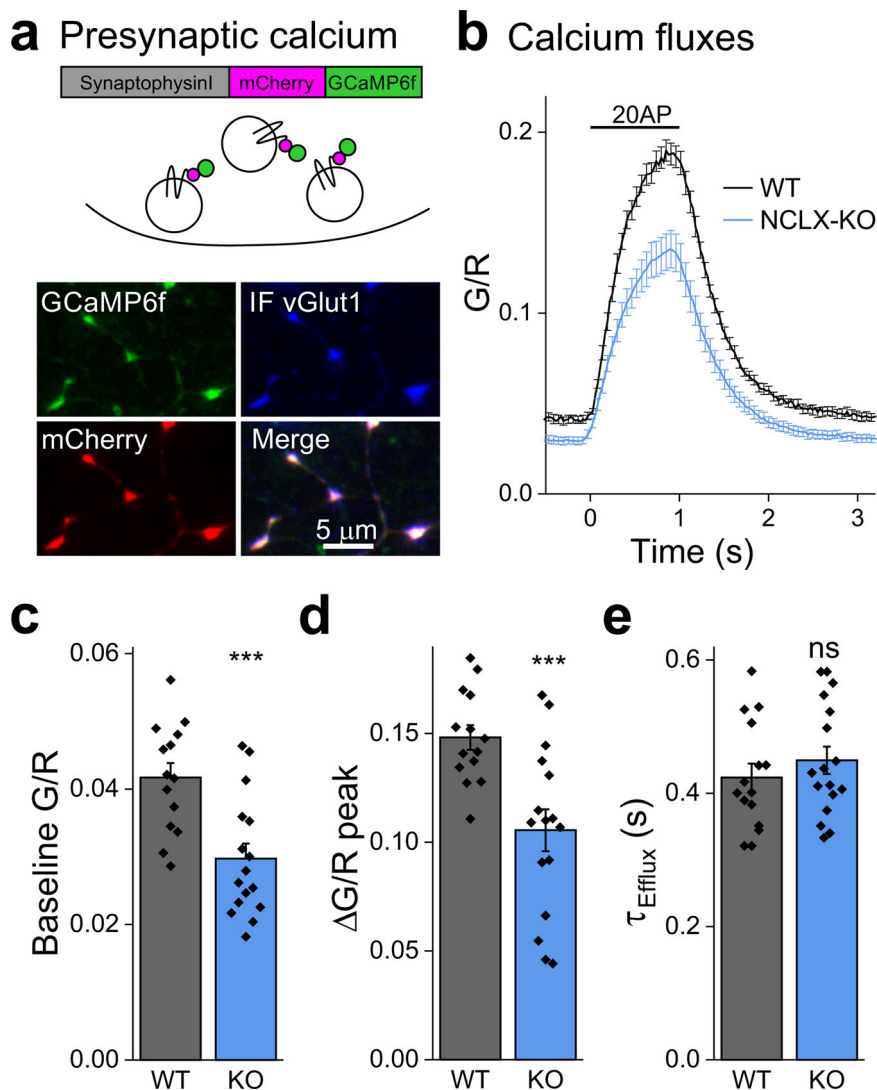 a Presynaptic calcium
SynaptophysinI mCherry GCaMP6f
GCaMP6f
IF vGlut1
mCherry
Merge
5 μm
b Calcium fluxes
20AP
WT
NCLX-KO
G/R
0.2
0.1
0.0
0 1 2 3
Time (s)
c
***
Baseline G/R
0.06
0.04
0.02
0.00
WT KO
d
***
ΔG/R peak
0.15
0.10
0.05
0.00
WT KO
e
ns
τEfflux (s)
0.6
0.4
0.2
0.0
WT KO